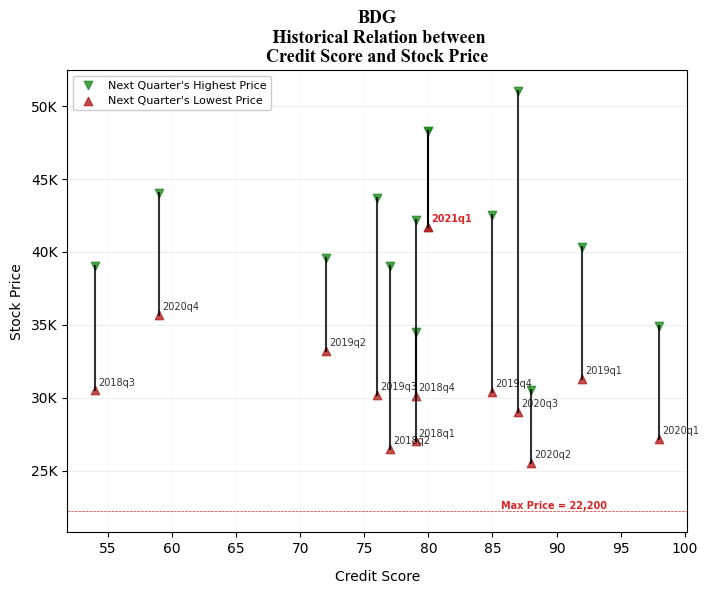 BDG
Historical Relation between
Credit Score and Stock Price
Next Quarter's Highest Price
Next Quarter's Lowest Price
50K
45K
40K
35K
30K
25K
Stock Price
2021q1
2020q4
2018q3
2019q2
2019q3
2018q4
2019q4
2020q3
2019q1
2018q2
2018q1
2020q2
2020q1
Max Price = 22,200
55 60 65 70 75 80 85 90 95 100
Credit Score